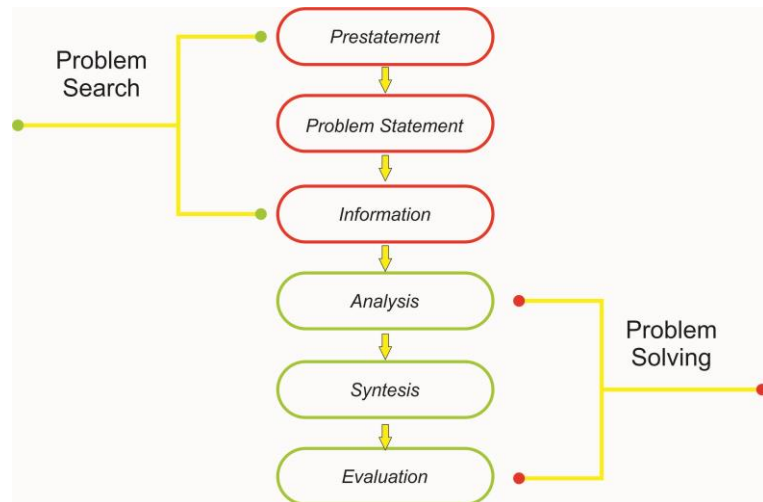 Prestatement
Problem
Search
Problem Statement
Information
Analysis
Problem
Solving
Syntesis
Evaluation